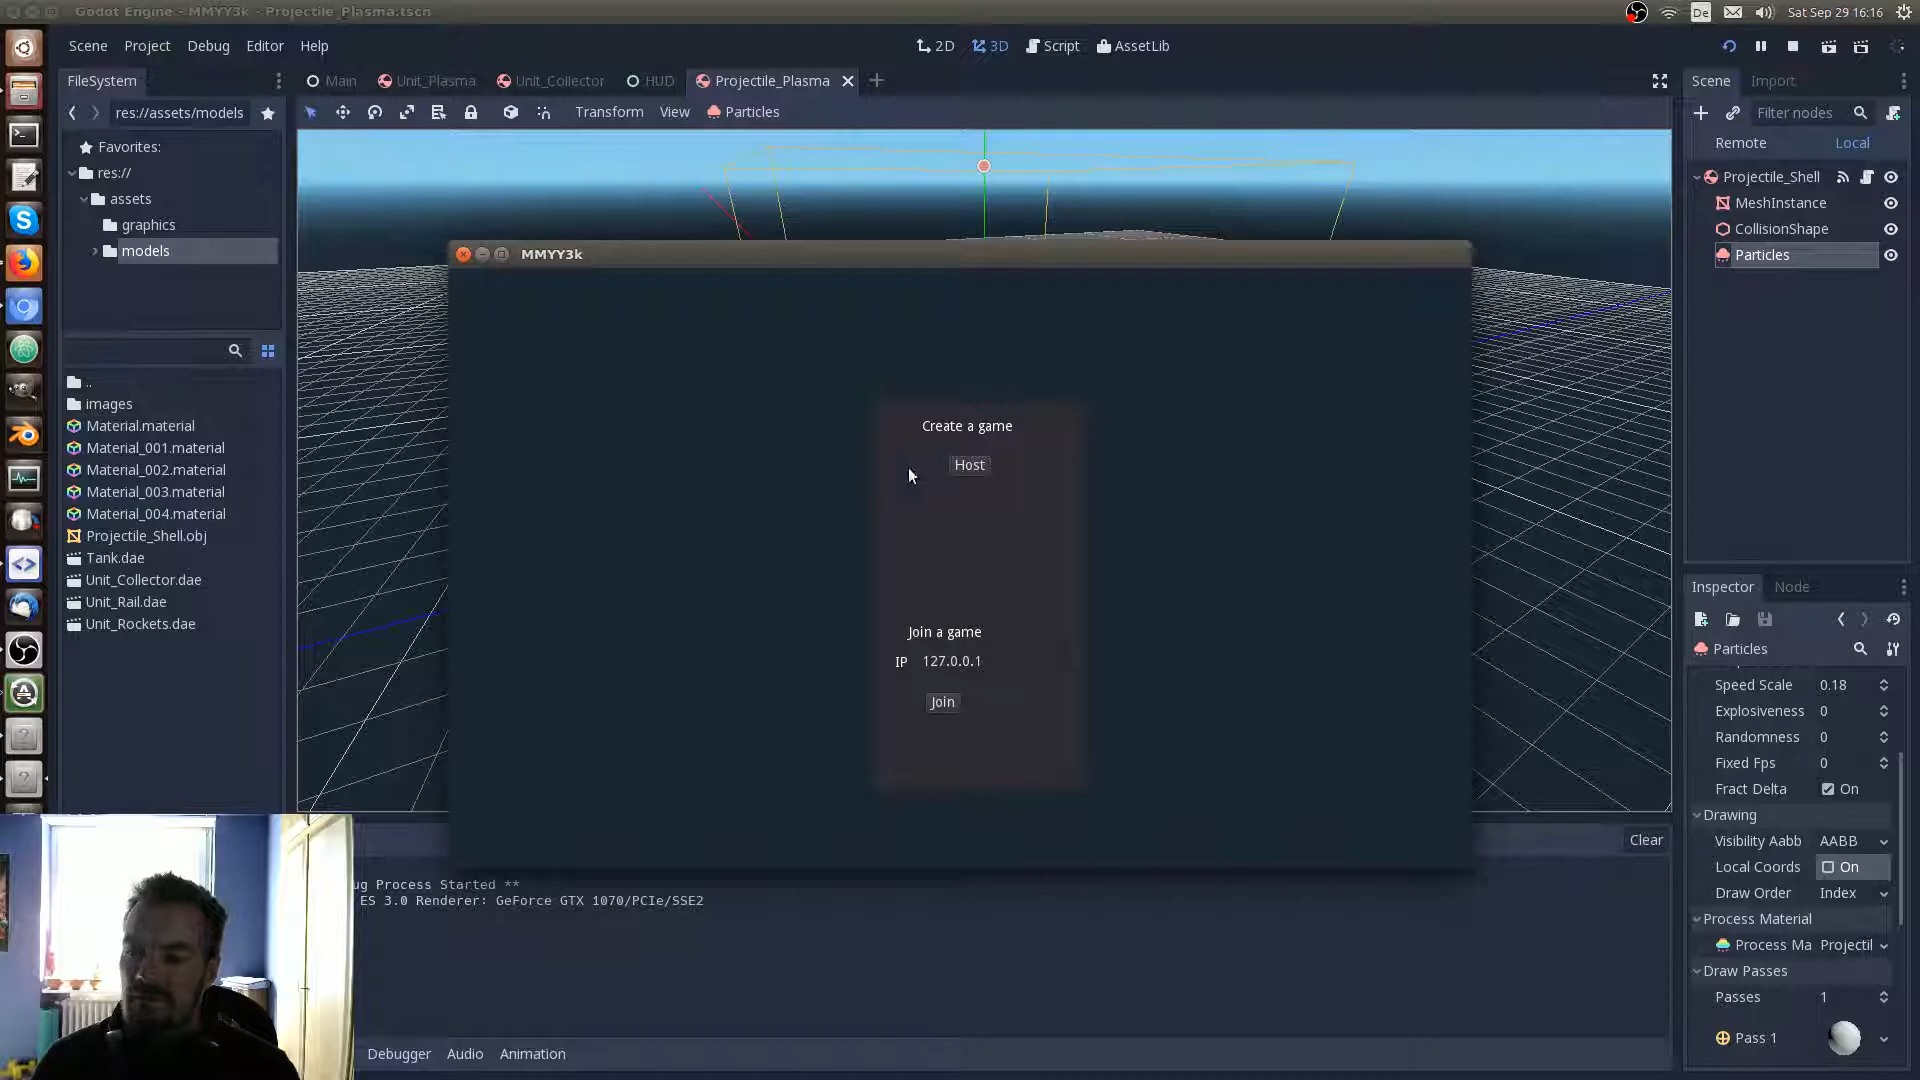 Godot Engine - MMYY3k - Projectile_Plasma.tscn
De
Sat Sep 29 16:16
Scene Project Debug Editor Help
2D 3D Script AssetLib
FileSystem
Main Unit_Plasma Unit_Collector HUD Projectile_Plasma
Scene Import
res://assets/models
Transform View Particles
Filter nodes
Favorites:
res://
assets
graphics
models
Remote Local
Projectile_Shell
MeshInstance
CollisionShape
Particles
MMYY3k
Create a game
Host
Join a game
IP 127.0.0.1
Join
..
images
Material.material
Material_001.material
Material_002.material
Material_003.material
Material_004.material
Projectile_Shell.obj
Tank.dae
Unit_Collector.dae
Unit_Rail.dae
Unit_Rockets.dae
Inspector Node
Particles
Speed Scale 0.18
Explosiveness 0
Randomness 0
Fixed Fps 0
Fract Delta On
Drawing
Visibility Aabb AABB
Local Coords On
Draw Order Index
Process Material
Process Ma Projectil
Draw Passes
Passes 1
Pass 1
Clear
ug Process Started **
ES 3.0 Renderer: GeForce GTX 1070/PCIe/SSE2
Debugger Audio Animation